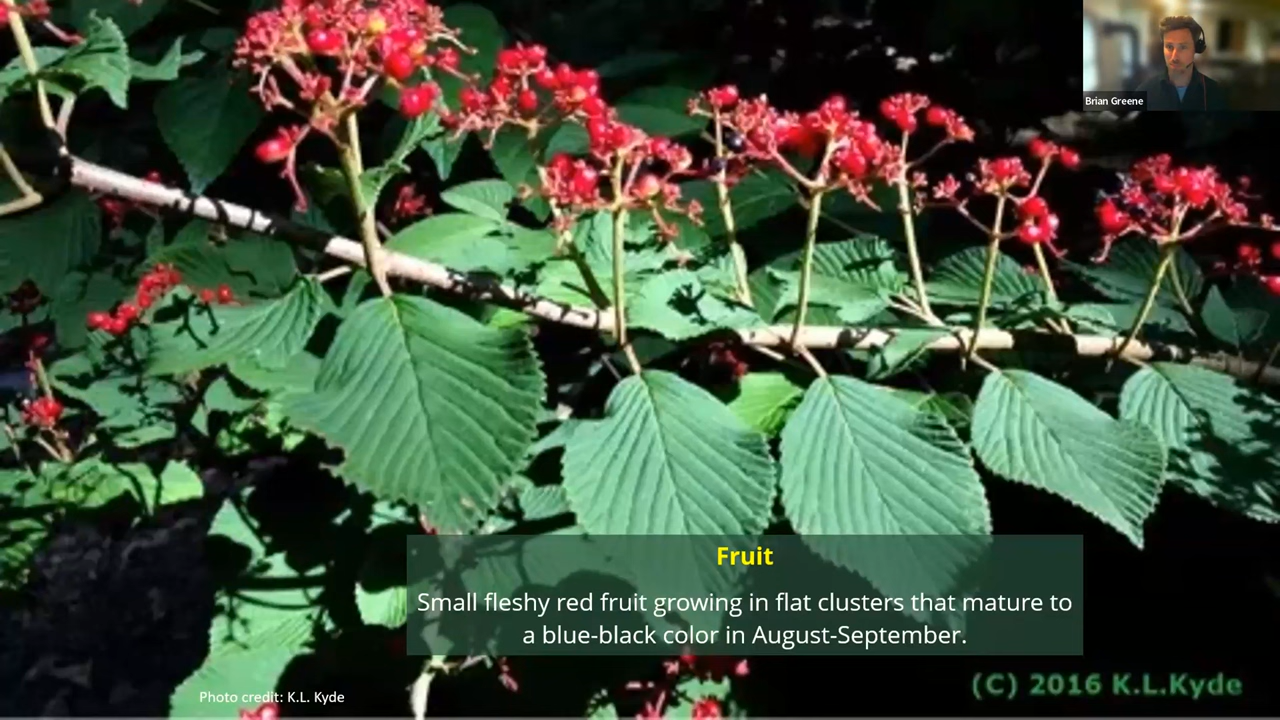 Brian Greene
Fruit
Small fleshy red fruit growing in flat clusters that mature to
a blue-black color in August-September.
Photo credit: K.L. Kyde
(C) 2016 K.L.Kyde